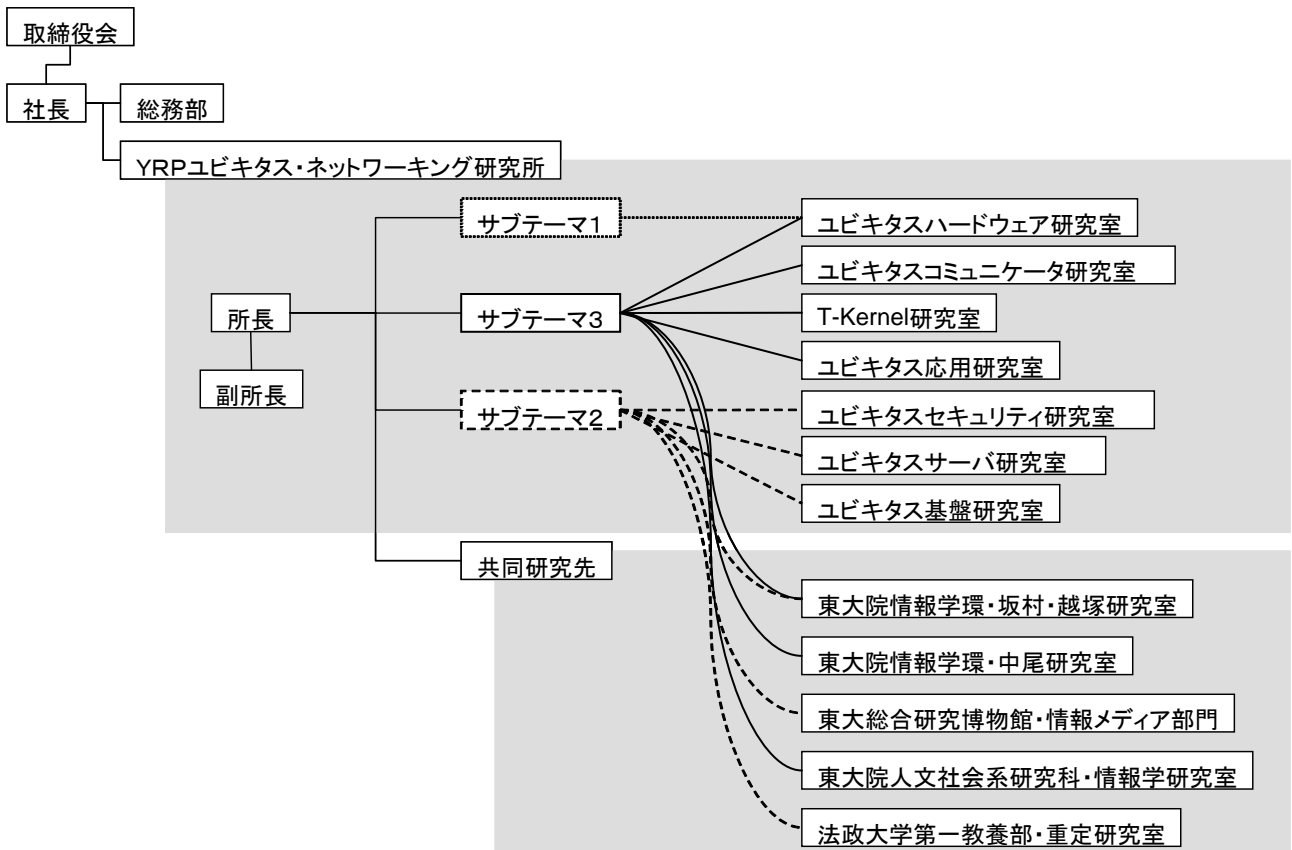 取締役会
社長
総務部
YRPユビキタス・ネットワーキング研究所
サブテーマ1
ユビキタスハードウェア研究室
ユビキタスコミュニケータ研究室
所長
サブテーマ3
T-Kernel研究室
ユビキタス応用研究室
副所長
サブテーマ2
ユビキタスセキュリティ研究室
ユビキタスサーバ研究室
ユビキタス基盤研究室
共同研究先
東大院情報学環・坂村・越塚研究室
東大院情報学環・中尾研究室
東大総合研究博物館・情報メディア部門
東大院人文社会系研究科・情報学研究室
法政大学第一教養部・重定研究室